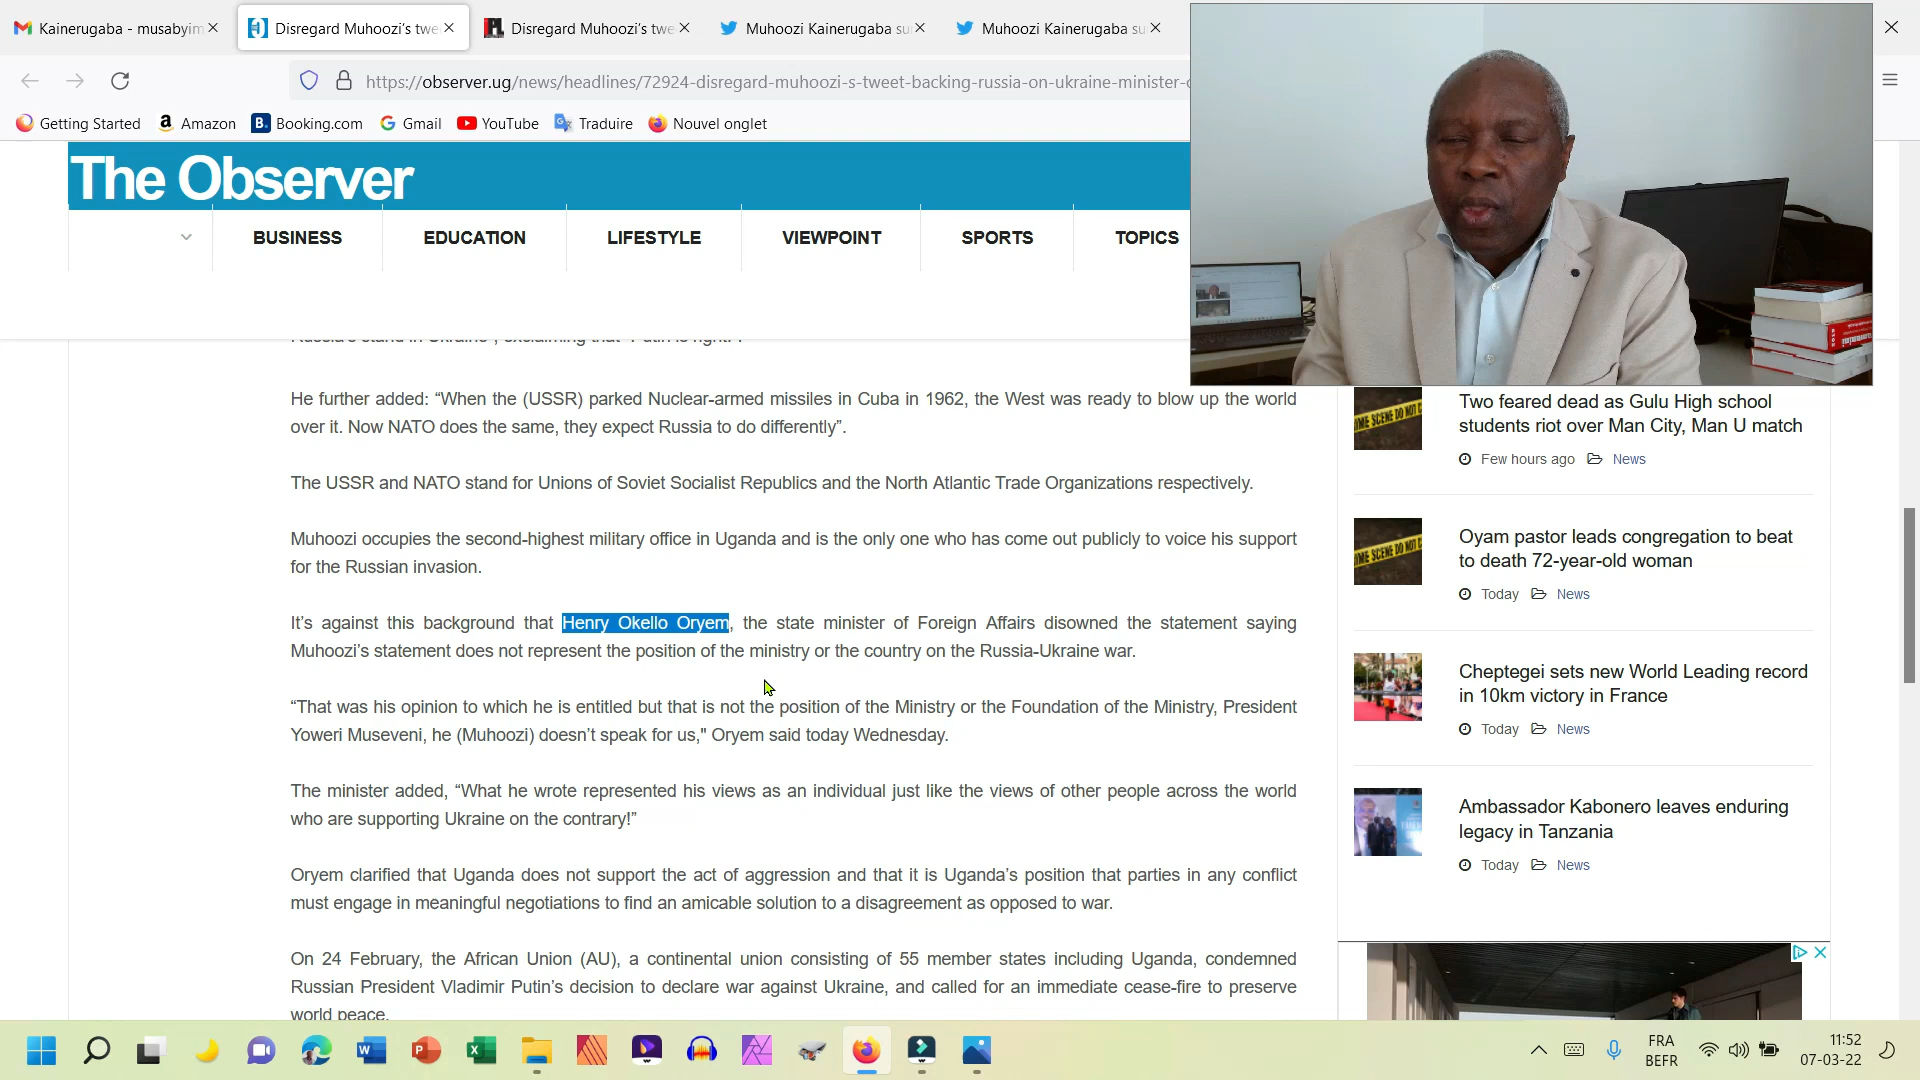 Kainerugaba - musabyim
Disregard Muhoozi's twe
Disregard Muhoozi's twe
Muhoozi Kainerugaba su
Muhoozi Kainerugaba su
https://observer.ug/news/headlines/72924-disregard-muhoozi-s-tweet-backing-russia-on-ukraine-minister-
Getting Started
Amazon
Booking.com
Gmail
YouTube
Traduire
Nouvel onglet
The Observer
BUSINESS
EDUCATION
LIFESTYLE
VIEWPOINT
SPORTS
TOPICS
He further added: “When the (USSR) parked Nuclear-armed missiles in Cuba in 1962, the West was ready to blow up the world
over it. Now NATO does the same, they expect Russia to do differently”.
The USSR and NATO stand for Unions of Soviet Socialist Republics and the North Atlantic Trade Organizations respectively.
Muhoozi occupies the second-highest military office in Uganda and is the only one who has come out publicly to voice his support
for the Russian invasion.
It's against this background that Henry Okello Oryem, the state minister of Foreign Affairs disowned the statement saying
Muhoozi's statement does not represent the position of the ministry or the country on the Russia-Ukraine war.
“That was his opinion to which he is entitled but that is not the position of the Ministry or the Foundation of the Ministry, President
Yoweri Museveni, he (Muhoozi) doesn't speak for us," Oryem said today Wednesday.
The minister added, “What he wrote represented his views as an individual just like the views of other people across the world
who are supporting Ukraine on the contrary!”
Oryem clarified that Uganda does not support the act of aggression and that it is Uganda's position that parties in any conflict
must engage in meaningful negotiations to find an amicable solution to a disagreement as opposed to war.
On 24 February, the African Union (AU), a continental union consisting of 55 member states including Uganda, condemned
Russian President Vladimir Putin's decision to declare war against Ukraine, and called for an immediate cease-fire to preserve
world peace.
Two feared dead as Gulu High school
students riot over Man City, Man U match
Few hours ago News
Oyam pastor leads congregation to beat
to death 72-year-old woman
Today News
Cheptegei sets new World Leading record
in 10km victory in France
Today News
Ambassador Kabonero leaves enduring
legacy in Tanzania
Today News
FRA
BEFR
11:52
07-03-22